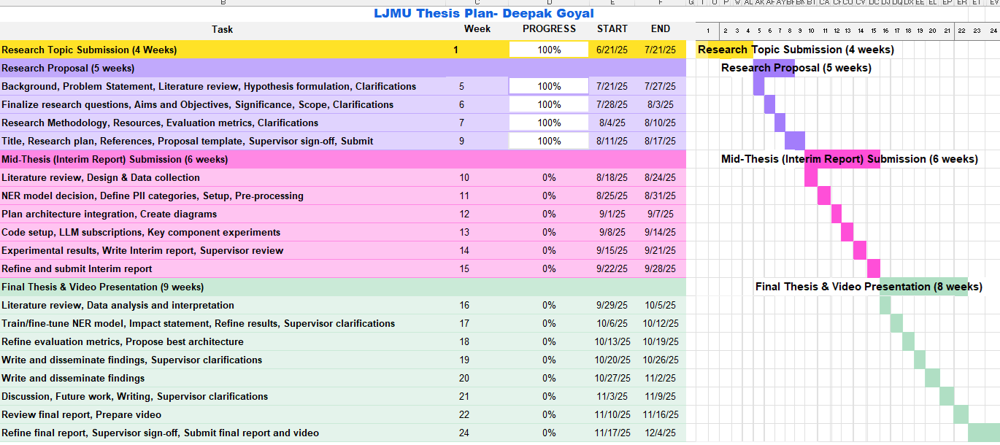 B C D E F G I U P W AL AK
LJMU Thesis Plan- Deepak Goyal
Task Week PROGRESS START END 1 2 3 4 5 6 7 8 9 10 11 12 13 14 15 16 17 18 19 20 21 22 23 24
Research Topic Submission (4 Weeks) 1 100% 6/21/25 7/21/25 Research Topic Submission (4 weeks)
Research Proposal (5 weeks) Research Proposal (5 weeks)
Background, Problem Statement, Literature review, Hypothesis formulation, Clarifications 5 100% 7/21/25 7/27/25
Finalize research questions, Aims and Objectives, Significance, Scope, Clarifications 6 100% 7/28/25 8/3/25
Research Methodology, Resources, Evaluation metrics, Clarifications 7 100% 8/4/25 8/10/25
Title, Research plan, References, Proposal template, Supervisor sign-off, Submit 9 100% 8/11/25 8/17/25
Mid-Thesis (Interim Report) Submission (6 weeks) Mid-Thesis (Interim Report) Submission (6 weeks)
Literature review, Design & Data collection 10 0% 8/18/25 8/24/25
NER model decision, Define PII categories, Setup, Pre-processing 11 0% 8/25/25 8/31/25
Plan architecture integration, Create diagrams 12 0% 9/1/25 9/7/25
Code setup, LLM subscriptions, Key component experiments 13 0% 9/8/25 9/14/25
Experimental results, Write Interim report, Supervisor review 14 0% 9/15/25 9/21/25
Refine and submit Interim report 15 0% 9/22/25 9/28/25
Final Thesis & Video Presentation (9 weeks) Final Thesis & Video Presentation (8 weeks)
Literature review, Data analysis and interpretation 16 0% 9/29/25 10/5/25
Train/fine-tune NER model, Impact statement, Refine results, Supervisor clarifications 17 0% 10/6/25 10/12/25
Refine evaluation metrics, Propose best architecture 18 0% 10/13/25 10/19/25
Write and disseminate findings, Supervisor clarifications 19 0% 10/20/25 10/26/25
Write and disseminate findings 20 0% 10/27/25 11/2/25
Discussion, Future work, Writing, Supervisor clarifications 21 0% 11/3/25 11/9/25
Review final report, Prepare video 22 0% 11/10/25 11/16/25
Refine final report, Supervisor sign-off, Submit final report and video 24 0% 11/17/25 12/4/25